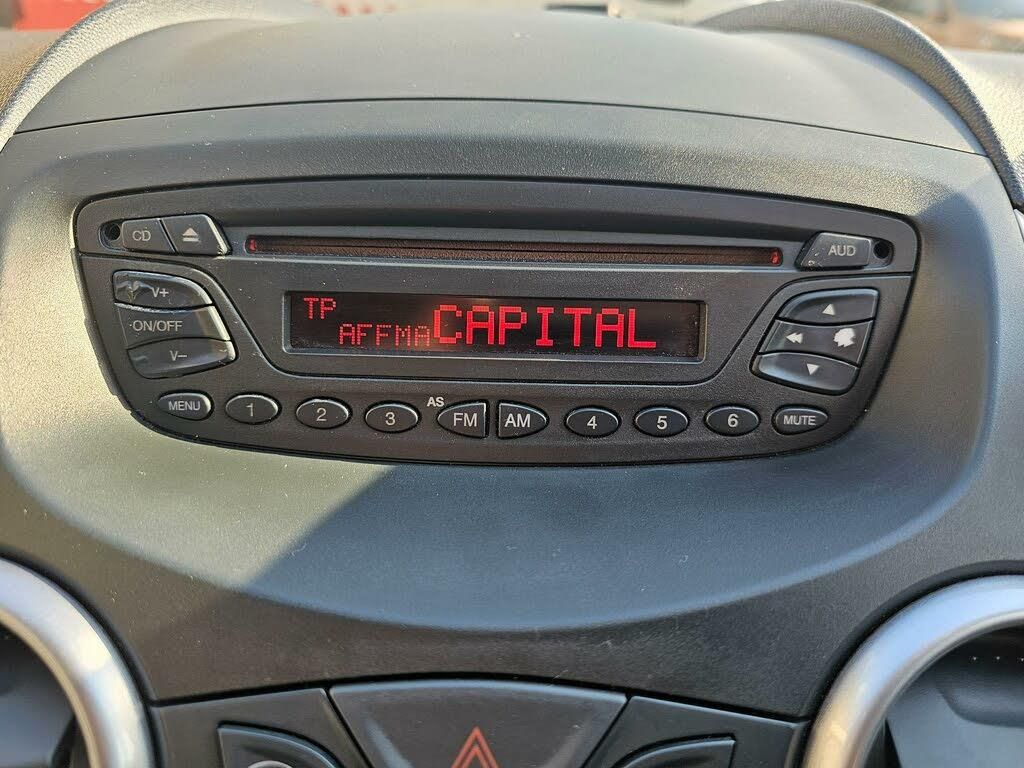 CD
AUD
V+
ON/OFF
V–
TP
AFFMA CAPITAL
MENU 1 2 3 AS FM AM 4 5 6 MUTE